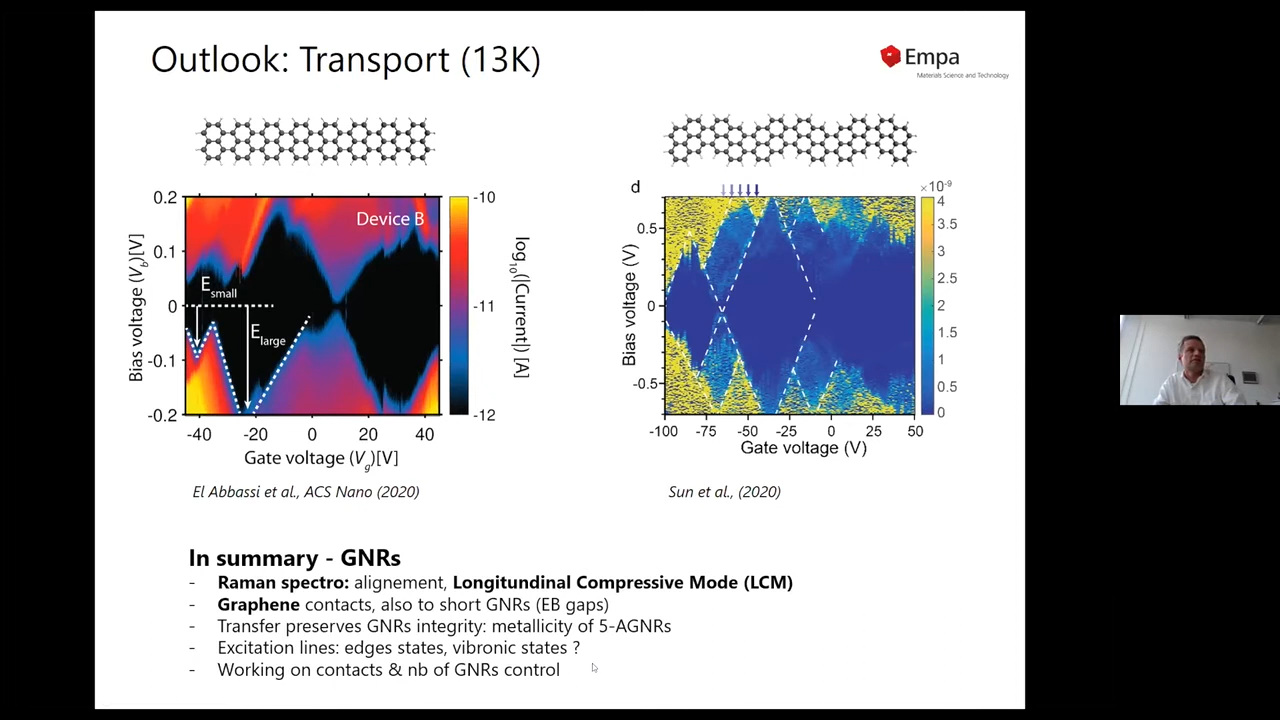 Outlook: Transport (13K)
Empa
Materials Science and Technology
0.2
0.1
0
-0.1
-0.2
Bias voltage (Vb)[V]
Device B
Esmall
Elarge
-40
-20
0
20
40
Gate voltage (Vg)[V]
-10
-11
-12
log10(|Current|) [A]
El Abbassi et al., ACS Nano (2020)
d
0.5
0
-0.5
Bias voltage (V)
-100
-75
-50
-25
0
25
50
Gate voltage (V)
×10-9
4
3.5
3
2.5
2
1.5
1
0.5
0
Sun et al., (2020)
In summary - GNRs
- Raman spectro: alignement, Longitundinal Compressive Mode (LCM)
- Graphene contacts, also to short GNRs (EB gaps)
- Transfer preserves GNRs integrity: metallicity of 5-AGNRs
- Excitation lines: edges states, vibronic states ?
- Working on contacts & nb of GNRs control